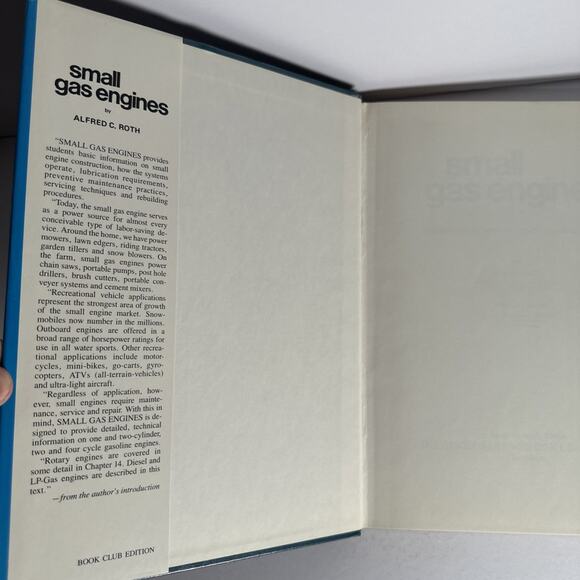 small
gas engines
by
ALFRED C. ROTH
"SMALL GAS ENGINES provides
students basic information on small
engine construction, how the systems
operate, lubrication requirements,
preventive maintenance practices,
servicing techniques and rebuilding
procedures.
"Today, the small gas engine serves
as a power source for almost every
conceivable type of labor-saving de-
vice. Around the home, we have power
mowers, lawn edgers, riding tractors,
garden tillers and snow blowers. On
the farm, small gas engines power
chain saws, portable pumps, post hole
drillers, brush cutters, portable con-
veyer systems and cement mixers.
"Recreational vehicle applications
represent the strongest area of growth
of the small engine market. Snow-
mobiles now number in the millions.
Outboard engines are offered in a
broad range of horsepower ratings for
use in all water sports. Other recrea-
tional applications include motor-
cycles, mini-bikes, go-carts, gyro-
copters, ATVs (all-terrain-vehicles)
and ultra-light aircraft.
"Regardless of application, how-
ever, small engines require mainte-
nance, service and repair. With this in
mind, SMALL GAS ENGINES is de-
signed to provide detailed, technical
information on one and two-cylinder,
two and four cycle gasoline engines.
"Rotary engines are covered in
some detail in Chapter 14. Diesel and
LP-Gas engines are described in this
text."
—from the author's introduction
BOOK CLUB EDITION